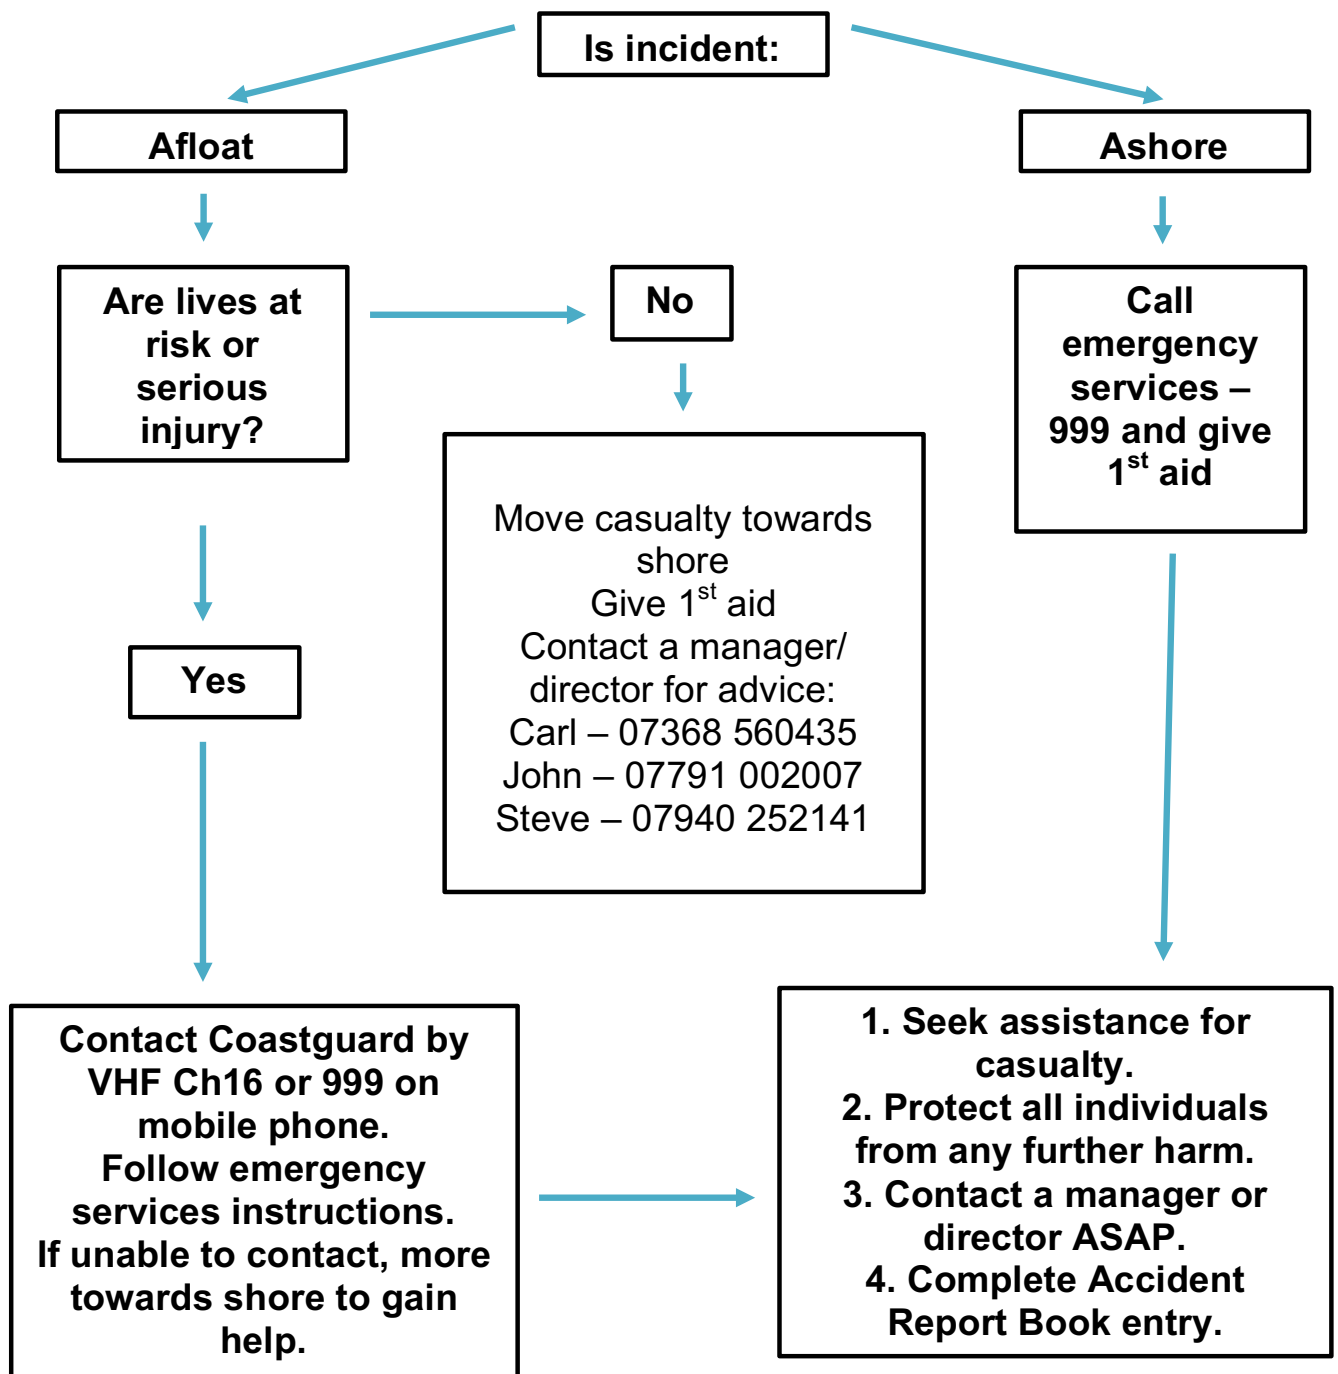 Is incident:
Afloat
Ashore
Are lives at
risk or
serious
injury?
No
Call
emergency
services –
999 and give
1st aid
Move casualty towards
shore
Give 1st aid
Contact a manager/
director for advice:
Carl – 07368 560435
John – 07791 002007
Steve – 07940 252141
Yes
Contact Coastguard by
VHF Ch16 or 999 on
mobile phone.
Follow emergency
services instructions.
If unable to contact, more
towards shore to gain
help.
1. Seek assistance for
casualty.
2. Protect all individuals
from any further harm.
3. Contact a manager or
director ASAP.
4. Complete Accident
Report Book entry.